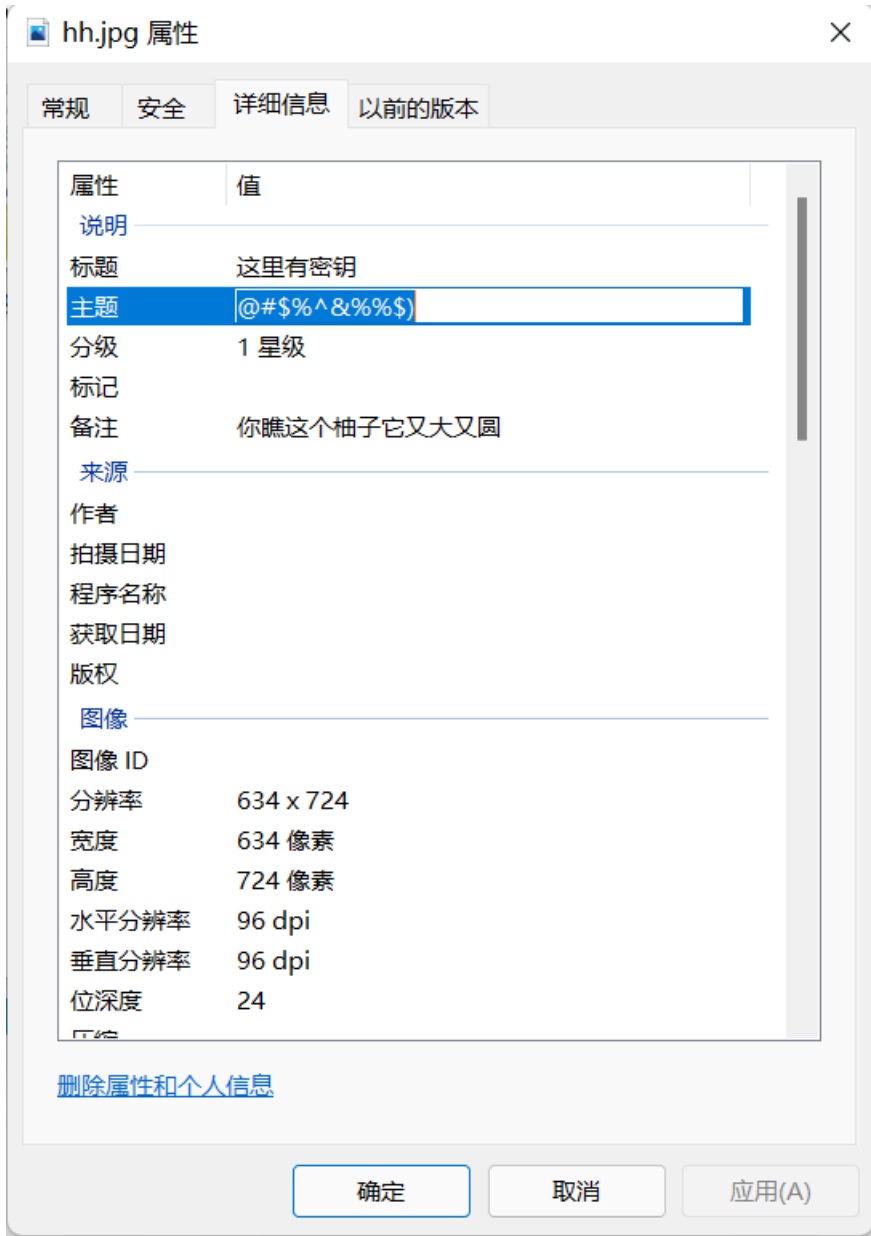 hh.jpg 属性
常规 安全 详细信息 以前的版本
属性 值
说明
标题 这里有密钥
主题 @#$%^&%%$)
分级 1 星级
标记
备注 你瞧这个柚子它又大又圆
来源
作者
拍摄日期
程序名称
获取日期
版权
图像
图像 ID
分辨率 634 x 724
宽度 634 像素
高度 724 像素
水平分辨率 96 dpi
垂直分辨率 96 dpi
位深度 24
压缩
删除属性和个人信息
确定 取消 应用(A)